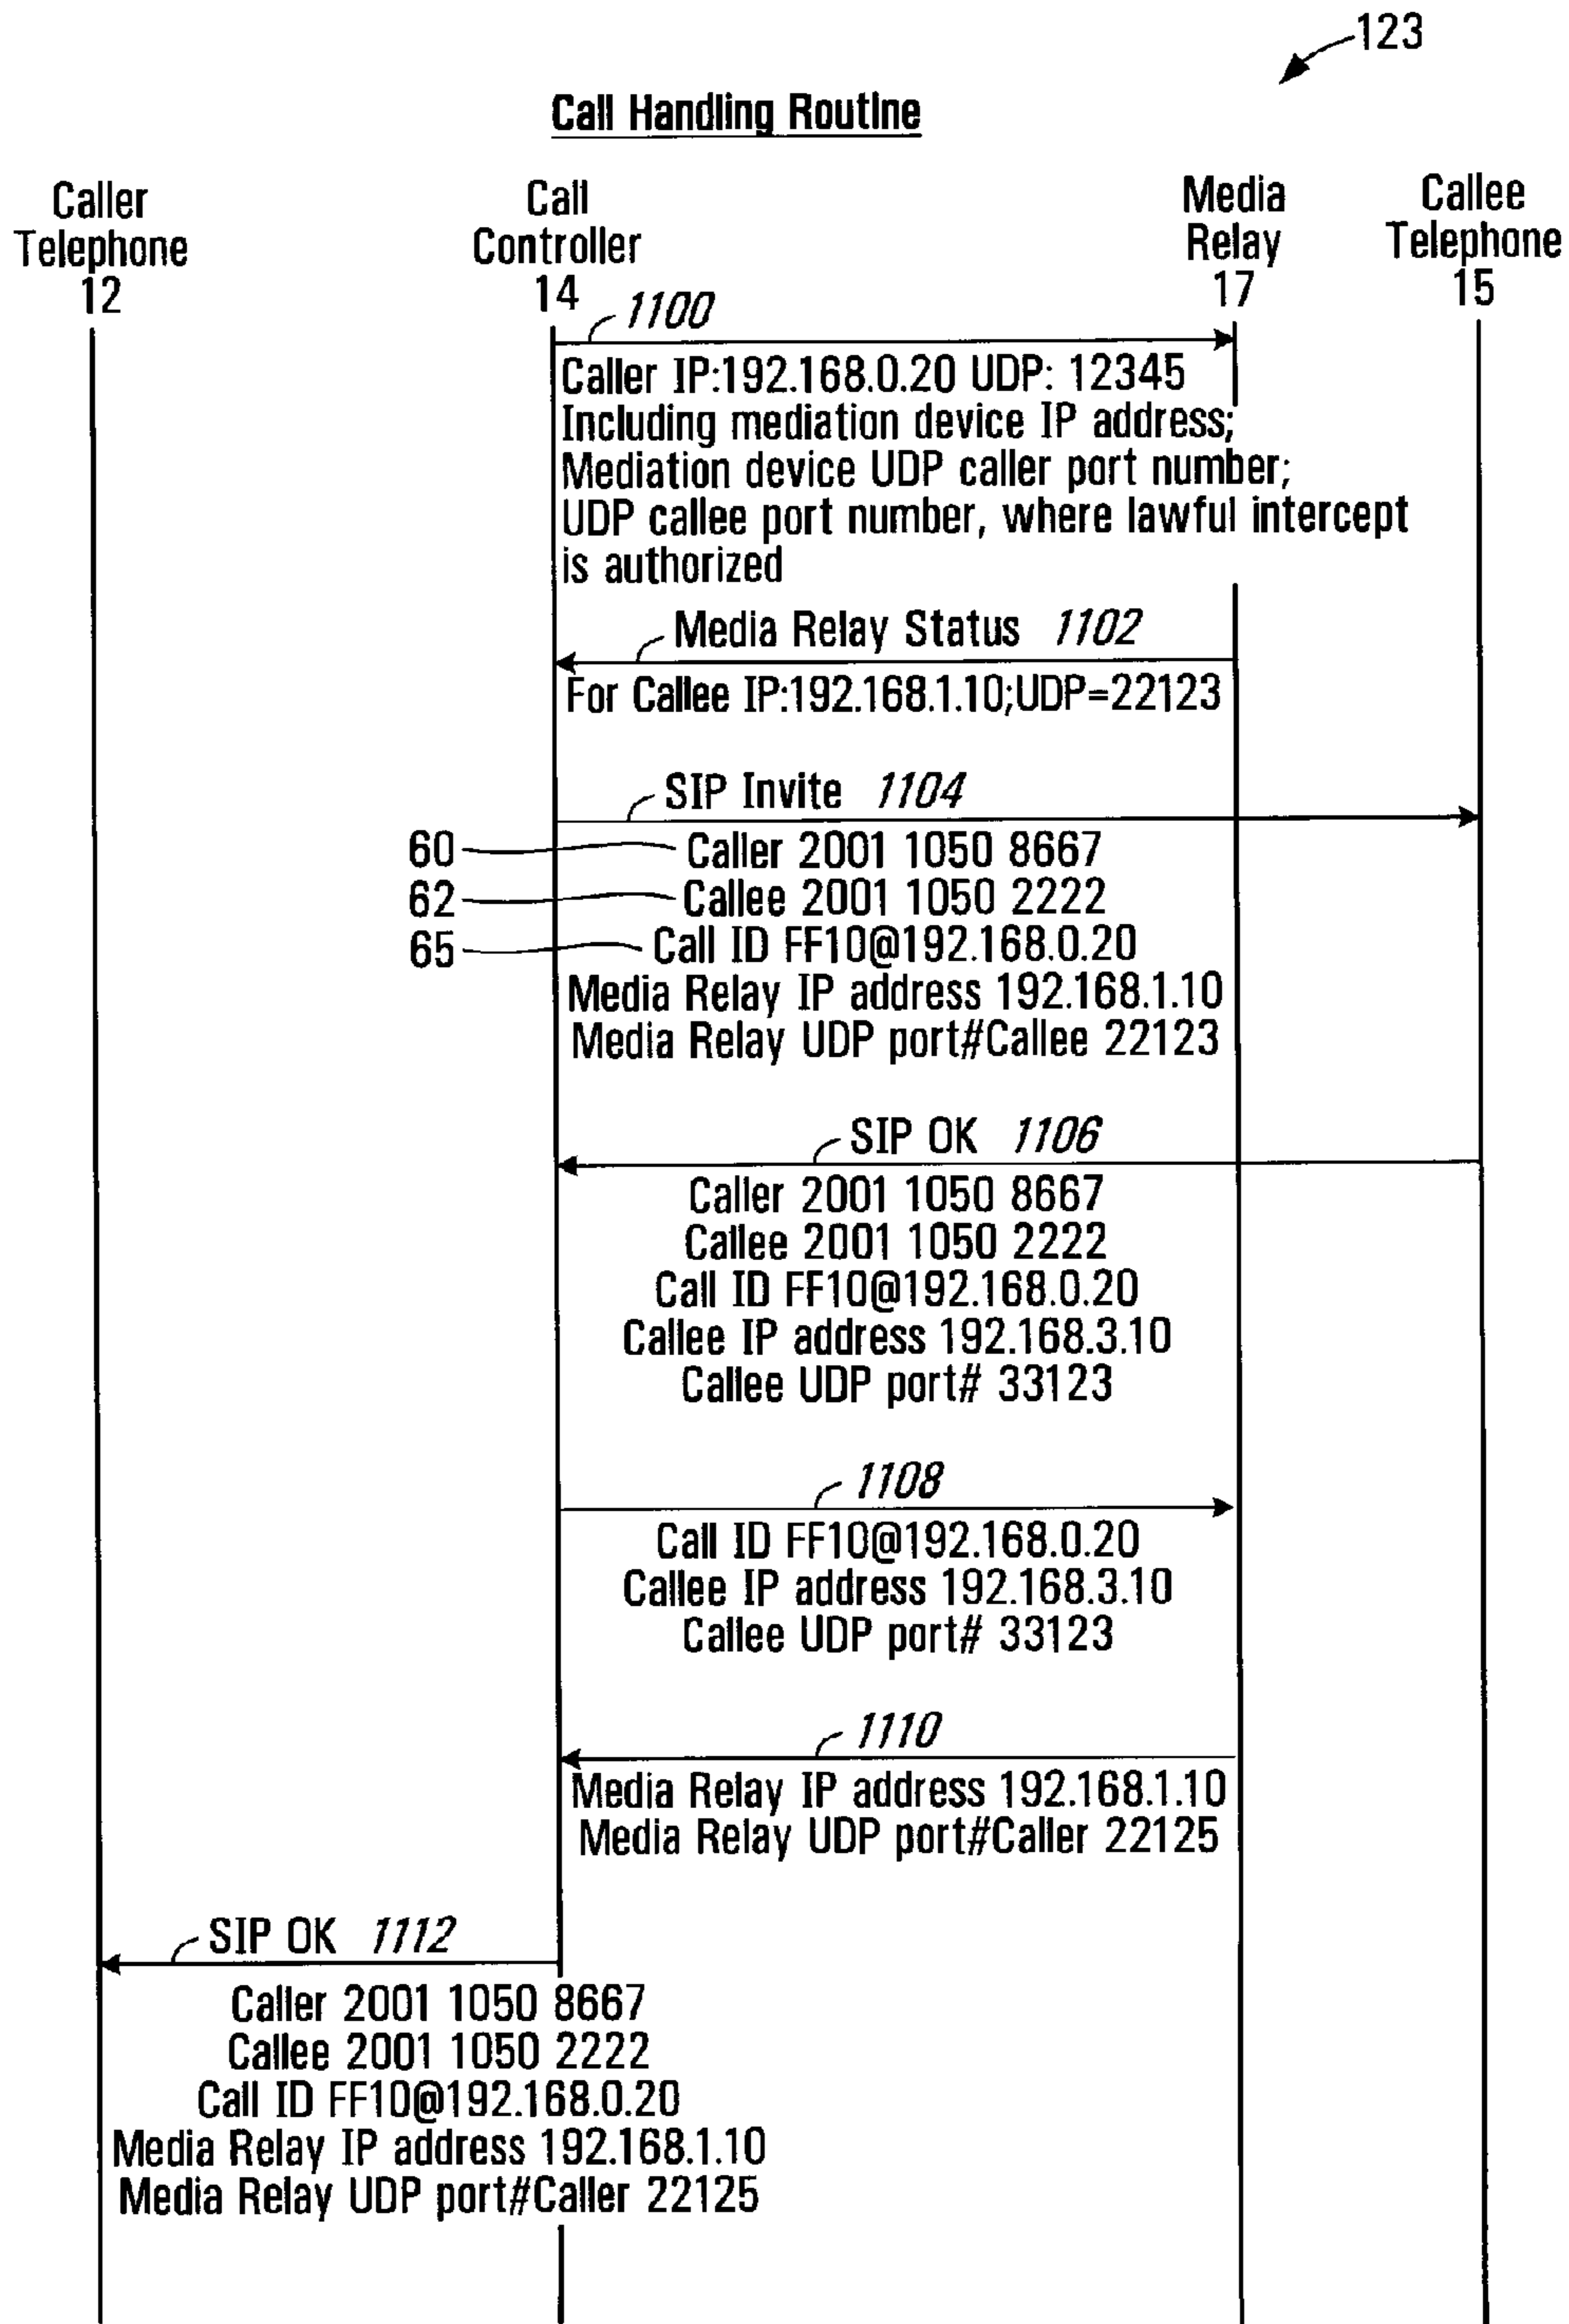 123
Call Handling Routine
Caller
Telephone
12
Call
Controller
14
Media
Relay
17
Callee
Telephone
15
1100
Caller IP:192.168.0.20 UDP: 12345
Including mediation device IP address;
Mediation device UDP caller port number;
UDP callee port number, where lawful intercept
is authorized
Media Relay Status 1102
For Callee IP:192.168.1.10;UDP=22123
SIP Invite 1104
60 Caller 2001 1050 8667
62 Callee 2001 1050 2222
65 Call ID FF10@192.168.0.20
Media Relay IP address 192.168.1.10
Media Relay UDP port#Callee 22123
SIP OK 1106
Caller 2001 1050 8667
Callee 2001 1050 2222
Call ID FF10@192.168.0.20
Callee IP address 192.168.3.10
Callee UDP port# 33123
1108
Call ID FF10@192.168.0.20
Callee IP address 192.168.3.10
Callee UDP port# 33123
1110
Media Relay IP address 192.168.1.10
Media Relay UDP port#Caller 22125
SIP OK 1112
Caller 2001 1050 8667
Callee 2001 1050 2222
Call ID FF10@192.168.0.20
Media Relay IP address 192.168.1.10
Media Relay UDP port#Caller 22125